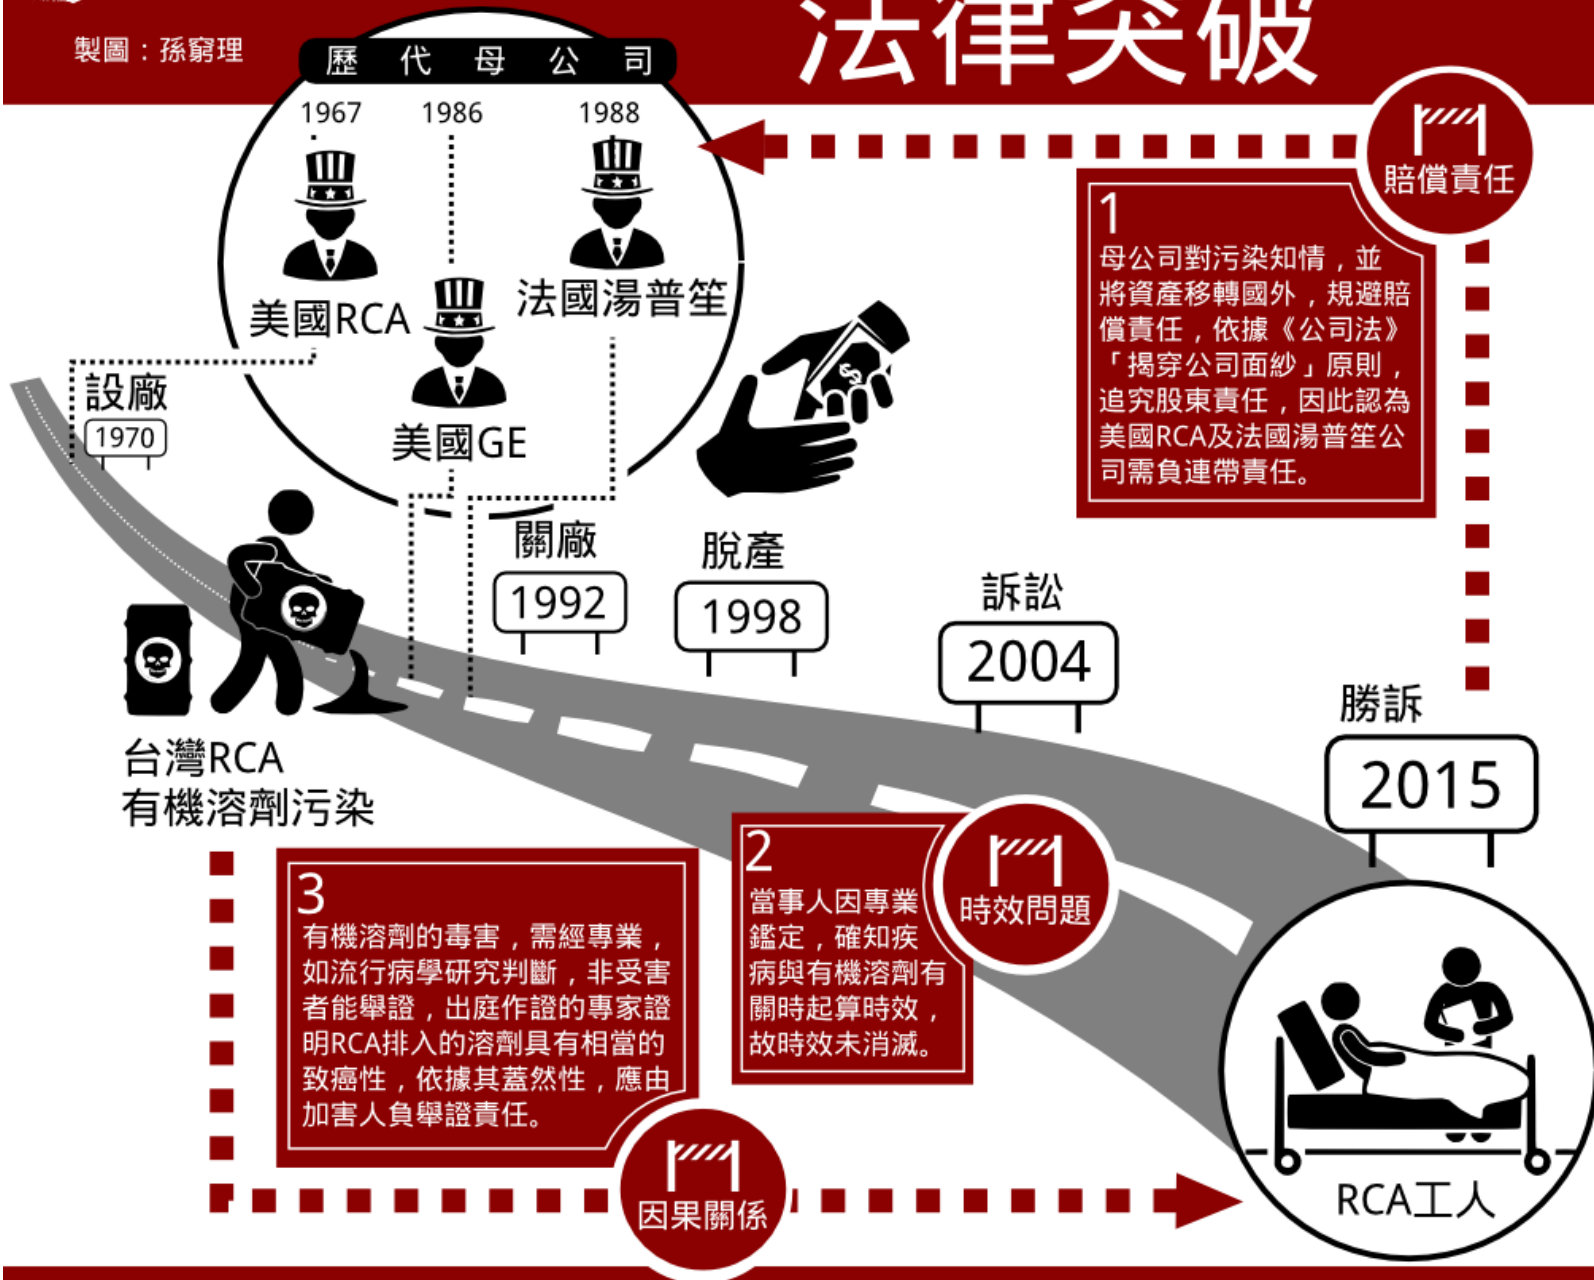 法律突破
製圖：孫窮理
歷代母公司
1967
1986
1988
美國RCA
美國GE
法國湯普笙
賠償責任
1
母公司對污染知情，並
將資產移轉國外，規避賠
償責任，依據《公司法》
「揭穿公司面紗」原則，
追究股東責任，因此認為
美國RCA及法國湯普笙公
司需負連帶責任。
設廠
1970
關廠
1992
脫產
1998
訴訟
2004
勝訴
2015
台灣RCA
有機溶劑污染
2
當事人因專業
鑑定，確知疾
病與有機溶劑有
關時起算時效，
故時效未消滅。
時效問題
3
有機溶劑的毒害，需經專業，
如流行病學研究判斷，非受害
者能舉證，出庭作證的專家證
明RCA排入的溶劑具有相當的
致癌性，依據其蓋然性，應由
加害人負舉證責任。
因果關係
RCA工人